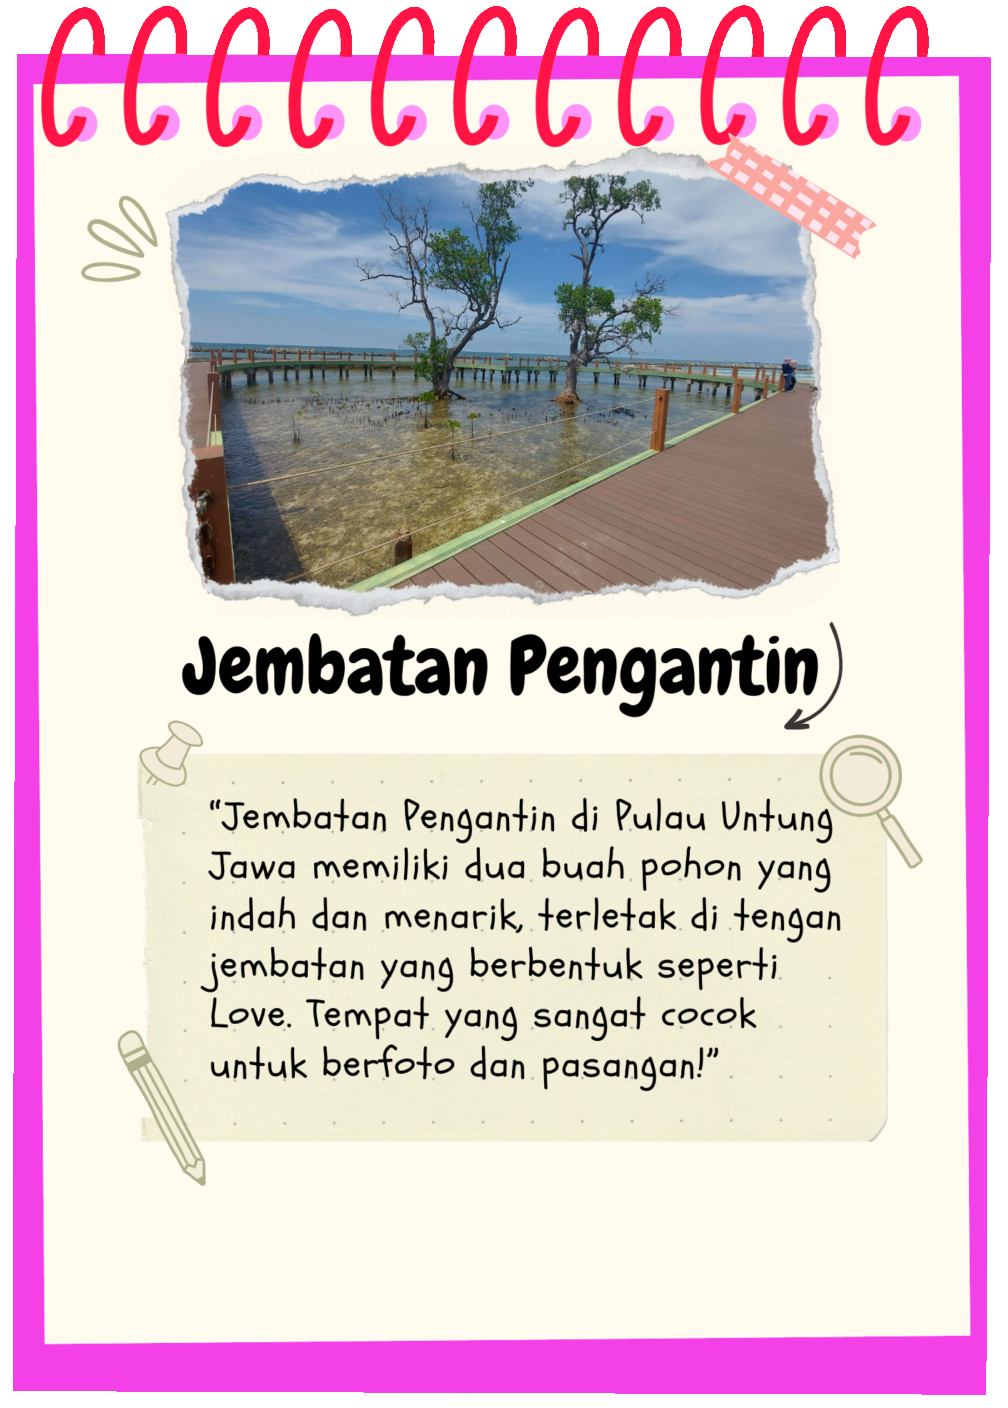 Jembatan Pengantin
“Jembatan Pengantin di Pulau Untung
Jawa memiliki dua buah pohon yang
indah dan menarik, terletak di tengan
jembatan yang berbentuk seperti
Love. Tempat yang sangat cocok
untuk berfoto dan pasangan!”